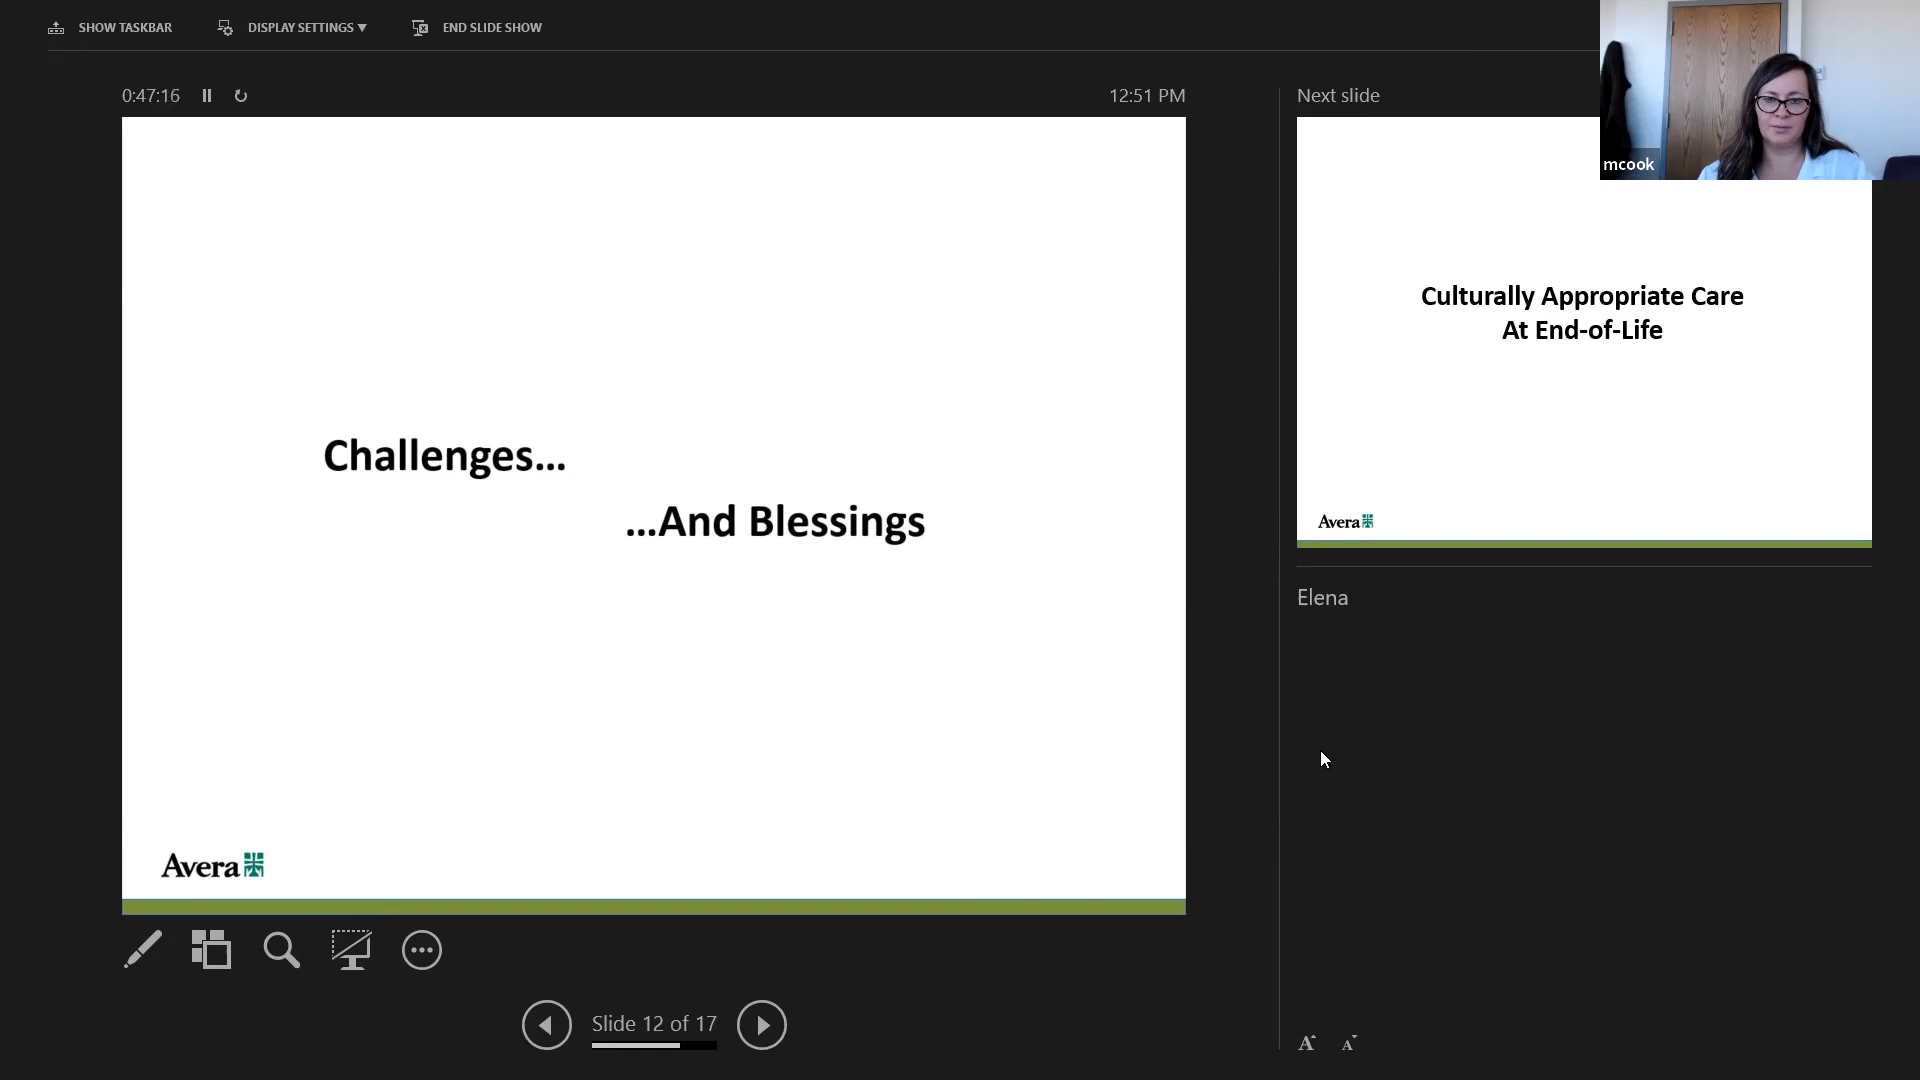 SHOW TASKBAR
DISPLAY SETTINGS ▾
END SLIDE SHOW
0:47:16
12:51 PM
Next slide
mcook
Challenges...
...And Blessings
Avera
Culturally Appropriate Care
At End-of-Life
Avera
Elena
Slide 12 of 17
A
A